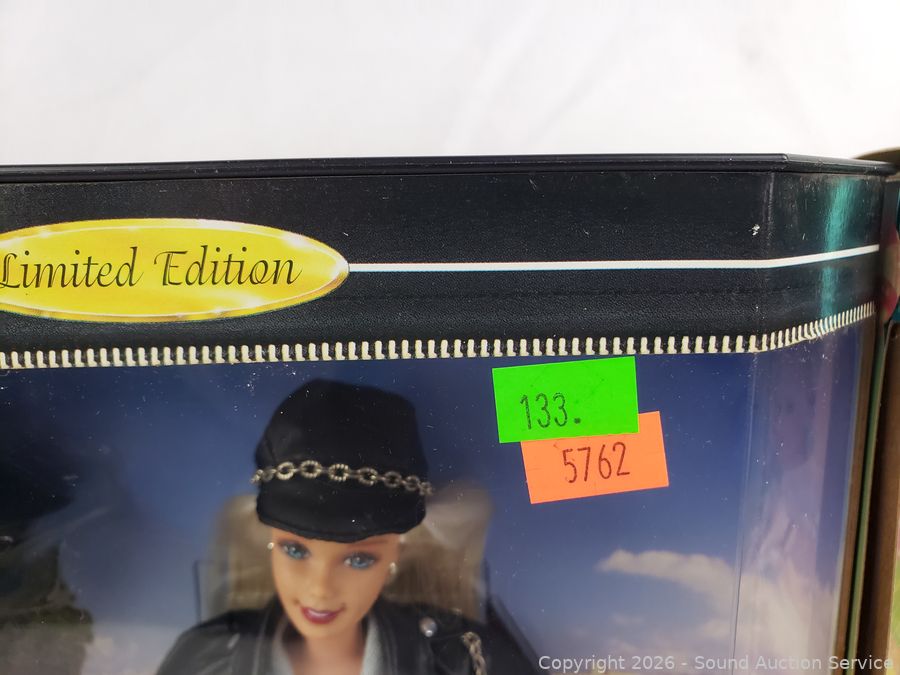 Limited Edition
133.
5762
Copyright 2026 - Sound Auction Service